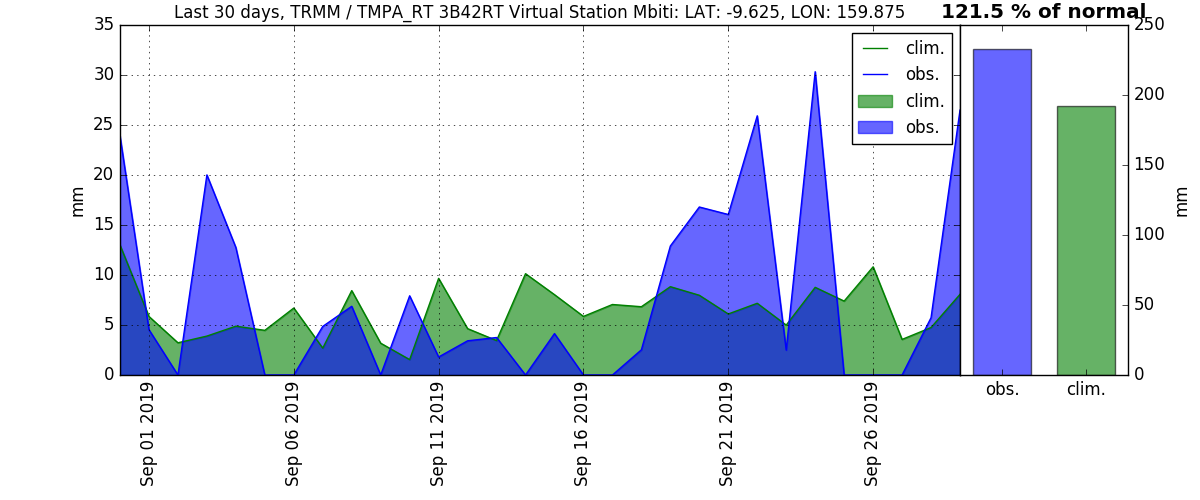 Last 30 days, TRMM / TMPA_RT 3B42RT Virtual Station Mbiti: LAT: -9.625, LON: 159.875
121.5 % of normal
35
30
25
20
15
10
5
0
mm
clim.
obs.
clim.
obs.
Sep 01 2019
Sep 06 2019
Sep 11 2019
Sep 16 2019
Sep 21 2019
Sep 26 2019
250
200
150
100
50
0
mm
obs.
clim.